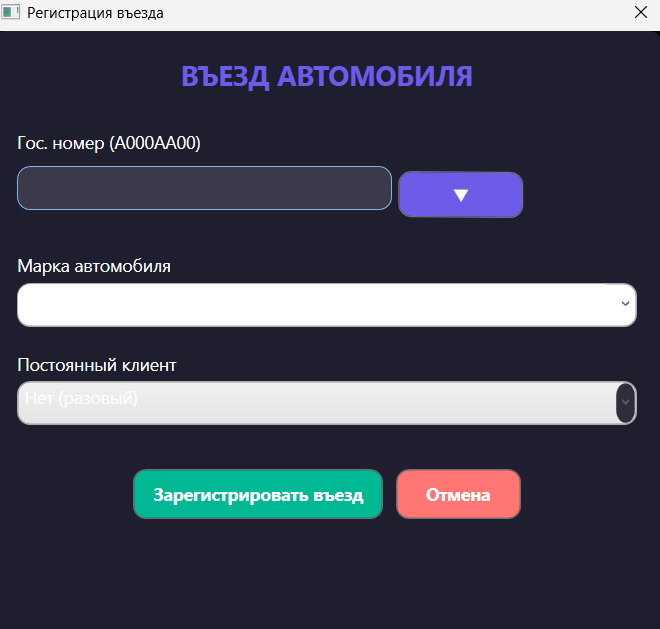 Регистрация въезда
ВЪЕЗД АВТОМОБИЛЯ
Гос. номер (А000АА00)
Марка автомобиля
Постоянный клиент
Нет (разовый)
Зарегистрировать въезд
Отмена